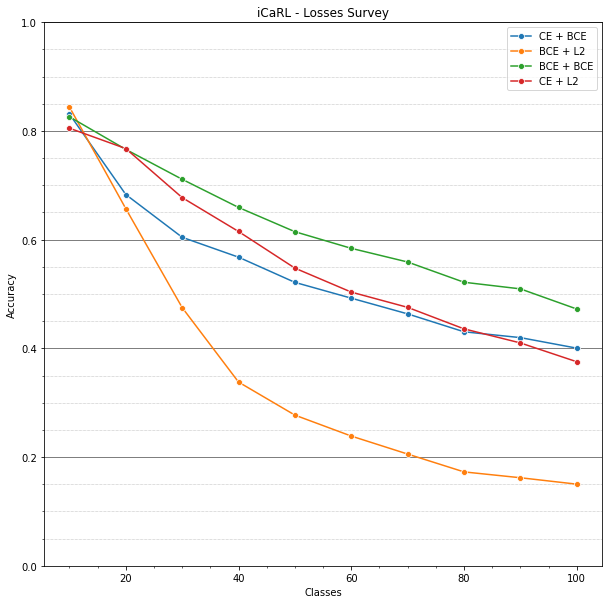 iCaRL - Losses Survey
CE + BCE
BCE + L2
BCE + BCE
CE + L2
1.0
0.8
0.6
0.4
0.2
0.0
Accuracy
20
40
60
80
100
Classes